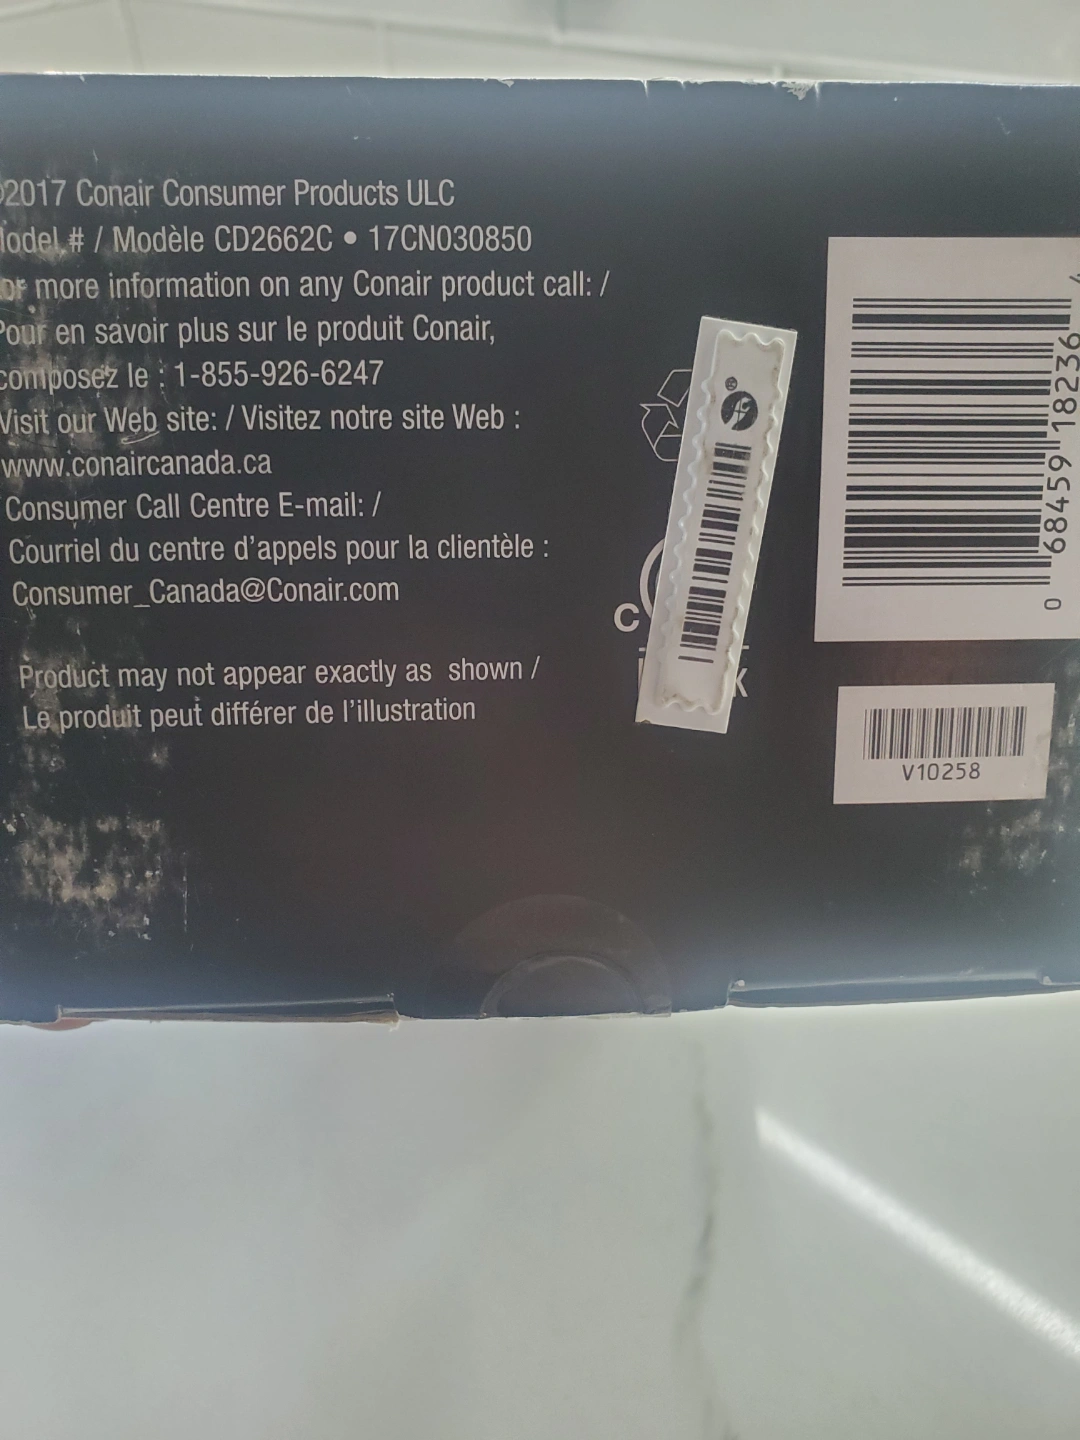 2017 Conair Consumer Products ULC
# / Modèle CD2662C • 17CN030850
more information on any Conair product call: /
Pour en savoir plus sur le produit Conair,
composez le : 1-855-926-6247
Visit our Web site: / Visitez notre site Web :
www.conaircanada.ca
Consumer Call Centre E-mail: /
Courriel du centre d'appels pour la clientèle :
Consumer_Canada@Conair.com
Product may not appear exactly as shown /
Le produit peut différer de l'illustration
C
®
0 68459 18236 4
V10258